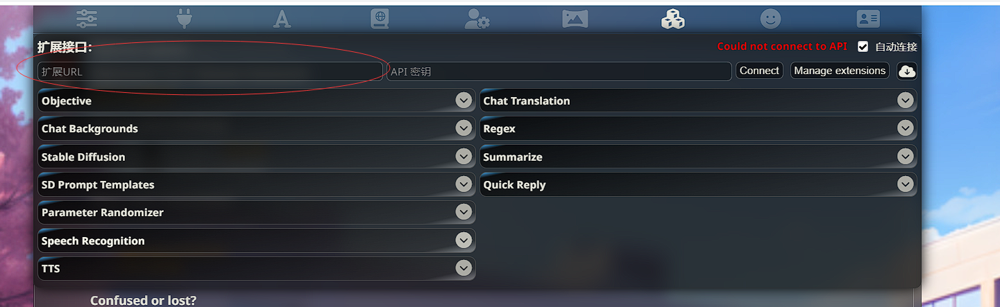 扩展接口: Could not connect to API 自动连接
扩展URL API 密钥 Connect Manage extensions
Objective Chat Translation
Chat Backgrounds Regex
Stable Diffusion Summarize
SD Prompt Templates Quick Reply
Parameter Randomizer
Speech Recognition
TTS
Confused or lost?